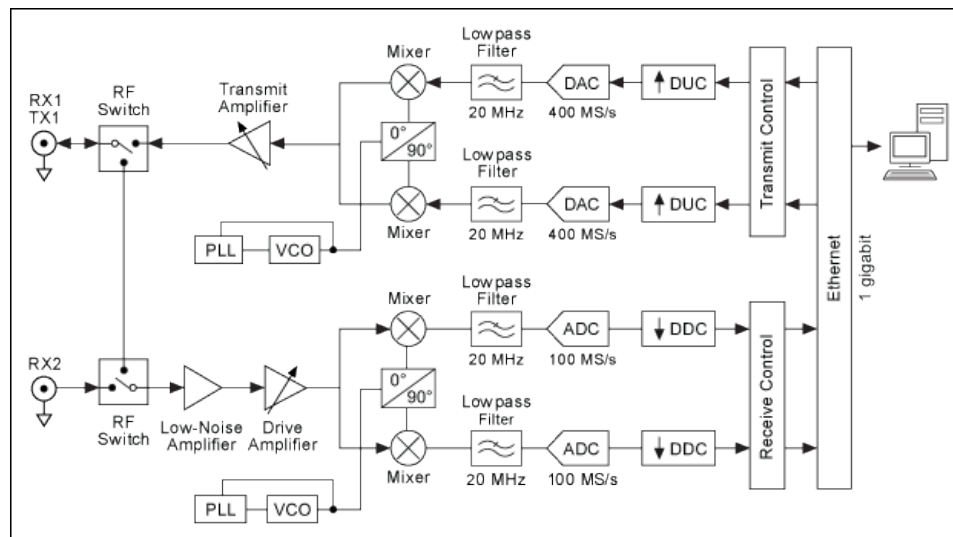 Lowpass
Filter
Mixer
DAC
DUC
20 MHz
400 MS/s
Transmit
Amplifier
RF
Switch
RX1
TX1
0°
90°
Lowpass
Filter
DAC
DUC
Mixer
20 MHz
400 MS/s
Transmit Control
PLL
VCO
Ethernet
1 gigabit
Lowpass
Filter
Mixer
ADC
DDC
20 MHz
100 MS/s
RX2
RF
Switch
Low-Noise
Amplifier
Drive
Amplifier
0°
90°
Lowpass
Filter
ADC
DDC
Mixer
20 MHz
100 MS/s
Receive Control
PLL
VCO